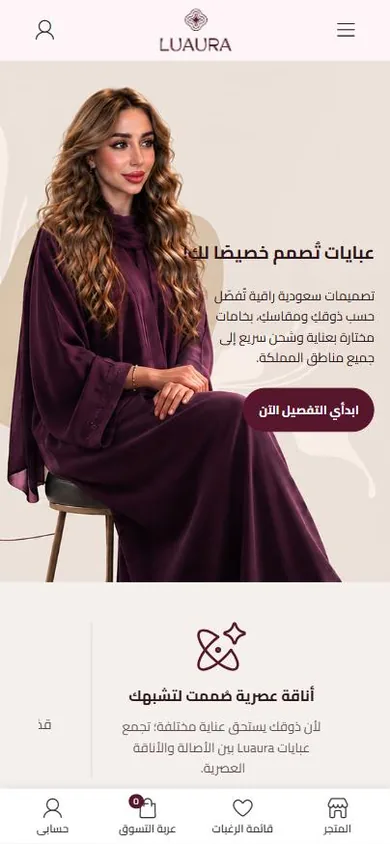 LUAURA
عبايات تُصمم خصيصًا لكِ!
تصميمات سعودية راقية تُفصّل
حسب ذوقكِ ومقاسكِ، بخامات
مختارة بعناية وشحن سريع إلى
جميع مناطق المملكة.
ابدأي التفصيل الآن
أناقة عصرية صُممت لتشبهك
لأن ذوقك يستحق عناية مختلفة؛ تجمع
عبايات Luaura بين الأصالة والأناقة
العصرية.
المتجر
قائمة الرغبات
0
عربة التسوق
حسابي